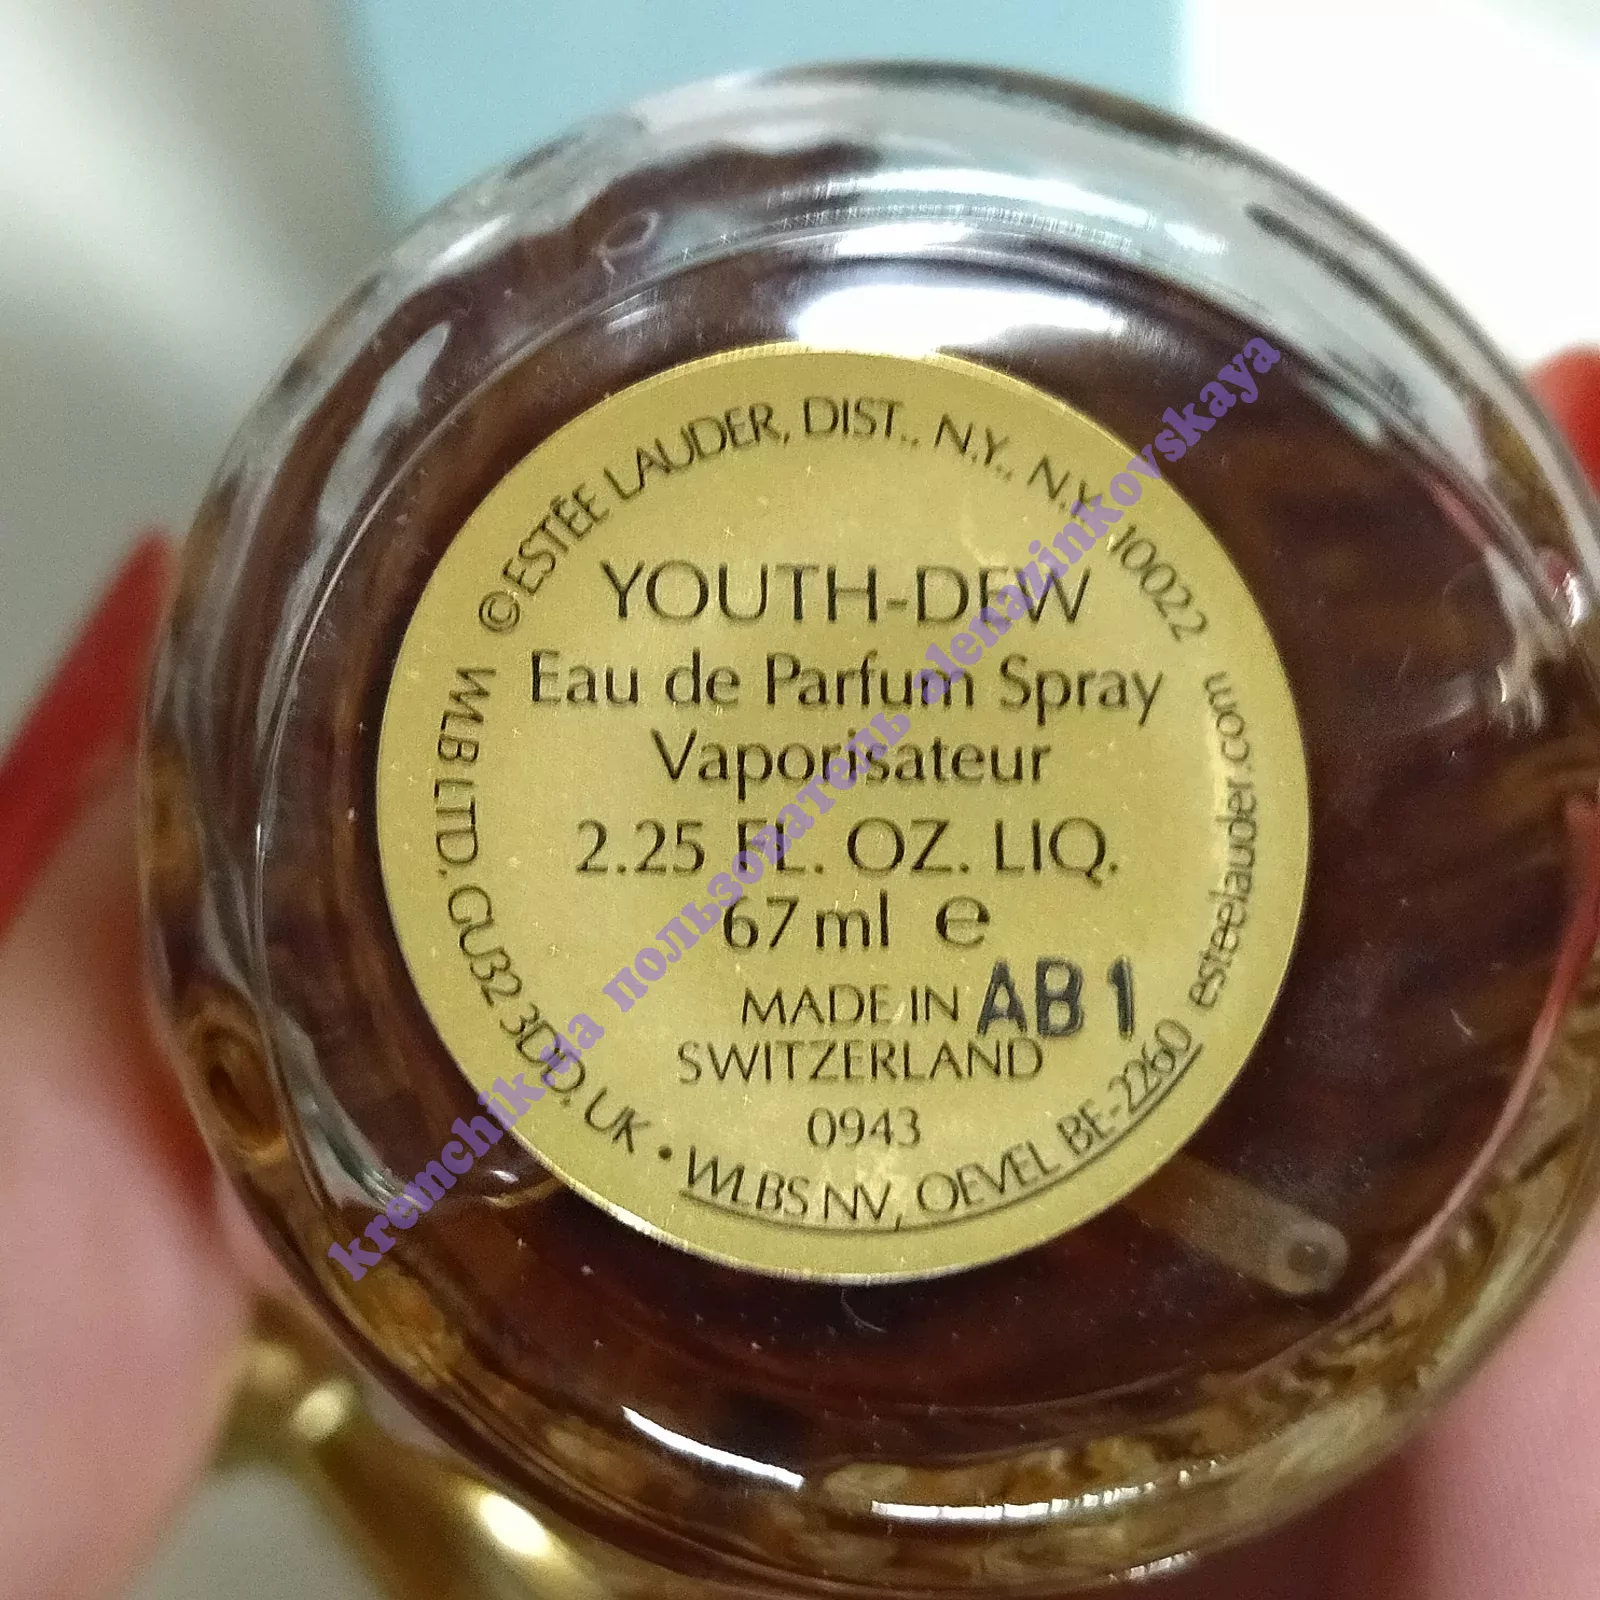 ©ESTÉE LAUDER, DIST., N.Y., N.Y. 10022
YOUTH-DEW
Eau de Parfum Spray
Vaporisateur
2.25 FL. OZ. LIQ.
67 ml e
MADE IN AB1
SWITZERLAND
0943
WLB LTD, GU32 3DD, UK • WLBS NV, OEVEL BE-2260
esteelauder.com
kremchik.ua пользователь alenazinkovskaya